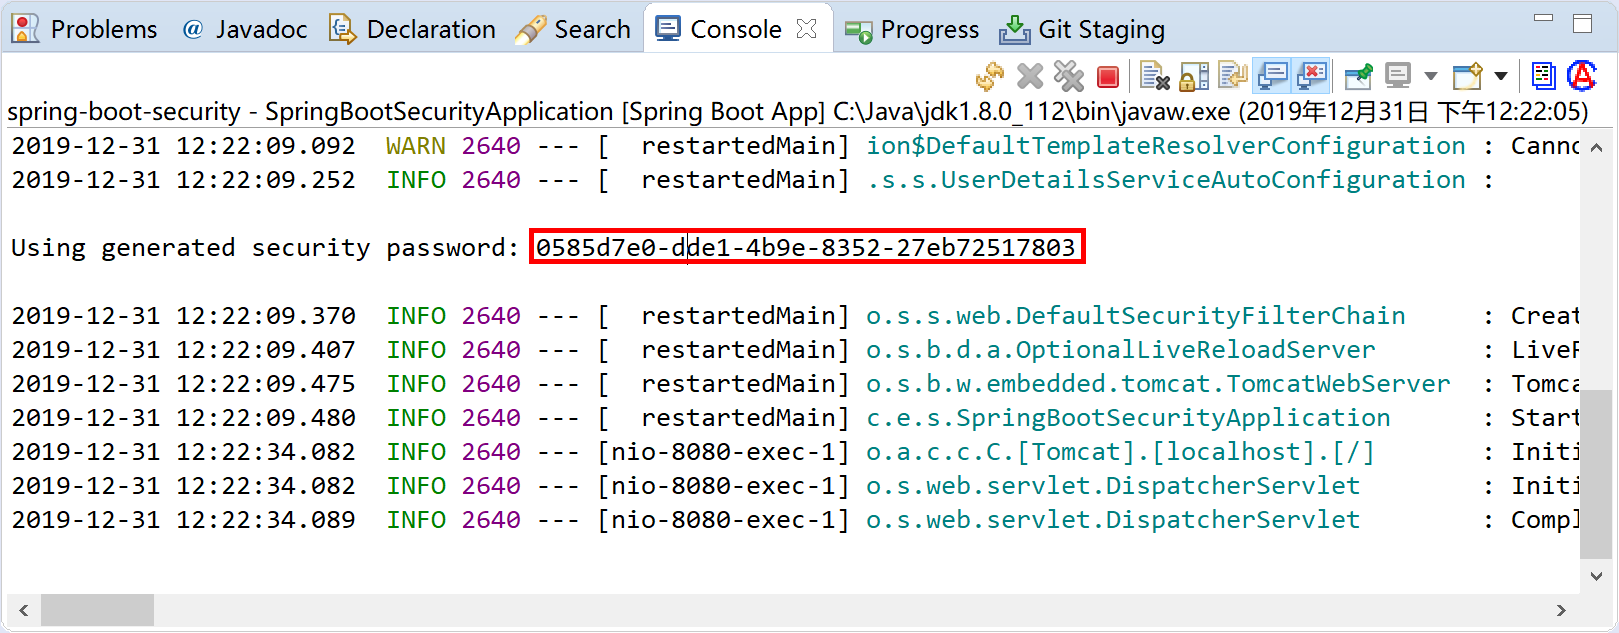 Problems @ Javadoc Declaration Search Console Progress Git Staging
spring-boot-security - SpringBootSecurityApplication [Spring Boot App] C:\Java\jdk1.8.0_112\bin\javaw.exe (2019年12月31日 下午12:22:05)
2019-12-31 12:22:09.092  WARN 2640 --- [  restartedMain] ion$DefaultTemplateResolverConfiguration : Canno
2019-12-31 12:22:09.252  INFO 2640 --- [  restartedMain] .s.s.UserDetailsServiceAutoConfiguration :
Using generated security password: 0585d7e0-dde1-4b9e-8352-27eb72517803
2019-12-31 12:22:09.370  INFO 2640 --- [  restartedMain] o.s.s.web.DefaultSecurityFilterChain     : Creat
2019-12-31 12:22:09.407  INFO 2640 --- [  restartedMain] o.s.b.d.a.OptionalLiveReloadServer       : LiveR
2019-12-31 12:22:09.475  INFO 2640 --- [  restartedMain] o.s.b.w.embedded.tomcat.TomcatWebServer  : Tomca
2019-12-31 12:22:09.480  INFO 2640 --- [  restartedMain] c.e.s.SpringBootSecurityApplication      : Start
2019-12-31 12:22:34.082  INFO 2640 --- [nio-8080-exec-1] o.a.c.c.C.[Tomcat].[localhost].[/]       : Initi
2019-12-31 12:22:34.082  INFO 2640 --- [nio-8080-exec-1] o.s.web.servlet.DispatcherServlet        : Initi
2019-12-31 12:22:34.089  INFO 2640 --- [nio-8080-exec-1] o.s.web.servlet.DispatcherServlet        : Compl